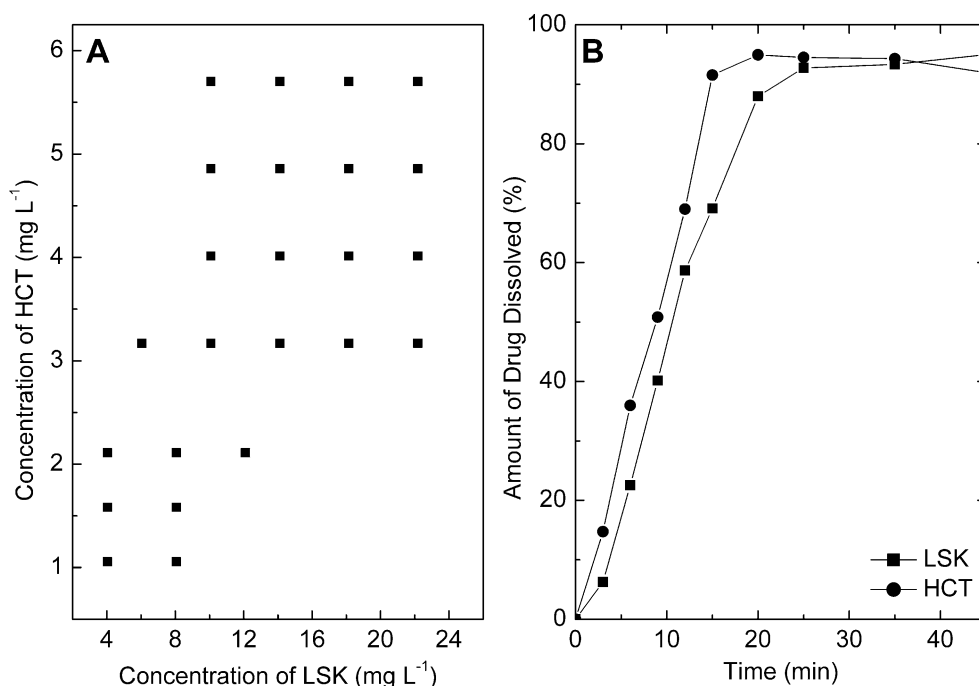 A
Concentration of HCT (mg L⁻¹)
6
5
4
3
2
1
4 8 12 16 20 24
Concentration of LSK (mg L⁻¹)
B
Amount of Drug Dissolved (%)
100
80
60
40
20
0
0 10 20 30 40
Time (min)
LSK
HCT